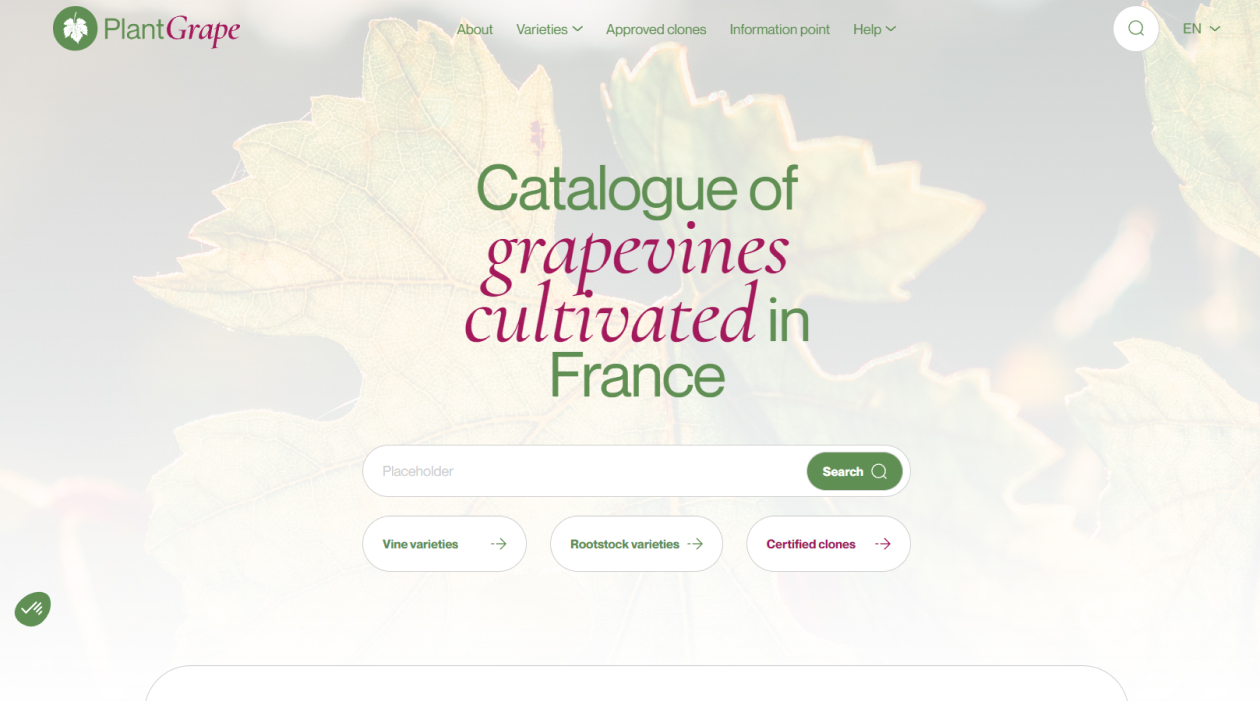 PlantGrape
About Varieties Approved clones Information point Help
EN
Catalogue of
grapevines
cultivated in
France
Placeholder
Search
Vine varieties
Rootstock varieties
Certified clones